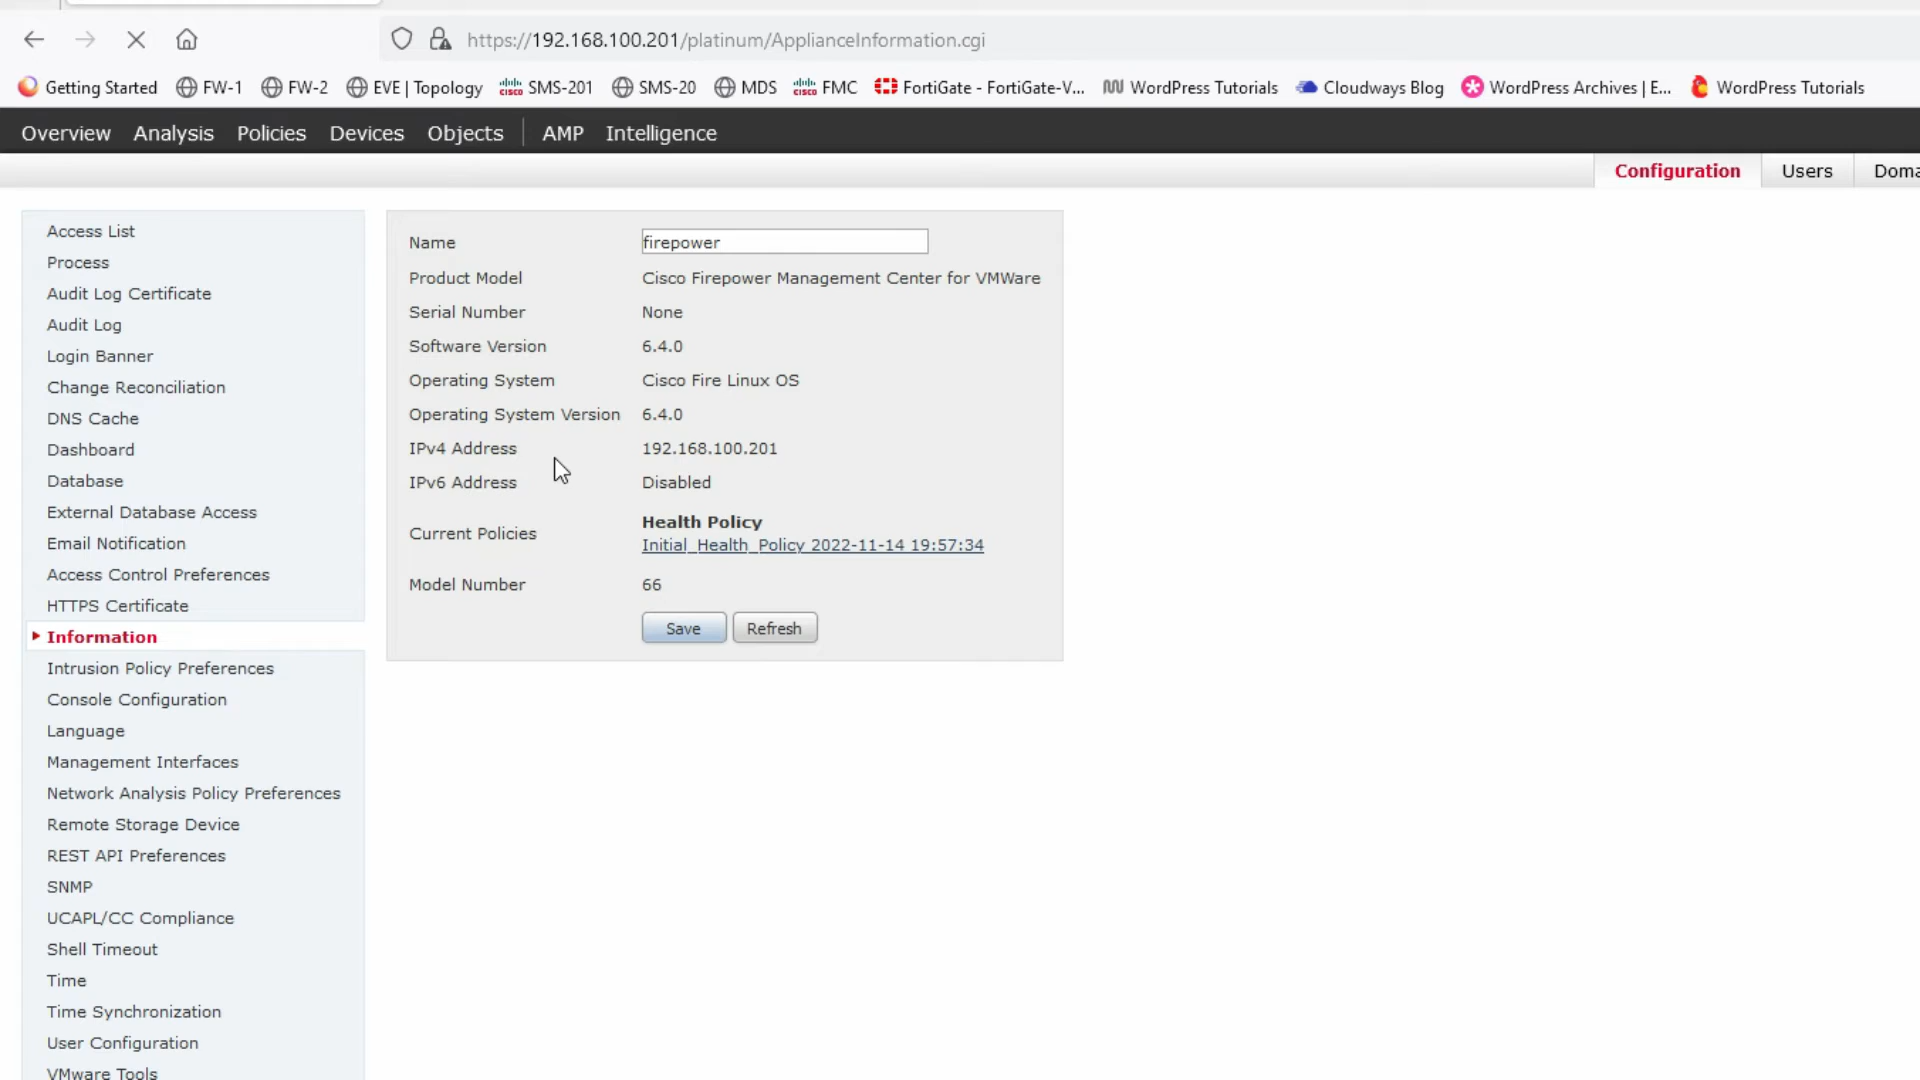 https://192.168.100.201/platinum/ApplianceInformation.cgi
Getting Started FW-1 FW-2 EVE | Topology SMS-201 SMS-20 MDS FMC FortiGate - FortiGate-V... WordPress Tutorials Cloudways Blog WordPress Archives | E... WordPress Tutorials
Overview Analysis Policies Devices Objects AMP Intelligence
Configuration Users Doma
Access List
Process
Audit Log Certificate
Audit Log
Login Banner
Change Reconciliation
DNS Cache
Dashboard
Database
External Database Access
Email Notification
Access Control Preferences
HTTPS Certificate
Information
Intrusion Policy Preferences
Console Configuration
Language
Management Interfaces
Network Analysis Policy Preferences
Remote Storage Device
REST API Preferences
SNMP
UCAPL/CC Compliance
Shell Timeout
Time
Time Synchronization
User Configuration
VMware Tools
Name firepower
Product Model Cisco Firepower Management Center for VMWare
Serial Number None
Software Version 6.4.0
Operating System Cisco Fire Linux OS
Operating System Version 6.4.0
IPv4 Address 192.168.100.201
IPv6 Address Disabled
Current Policies Health Policy
Initial_Health_Policy 2022-11-14 19:57:34
Model Number 66
Save Refresh